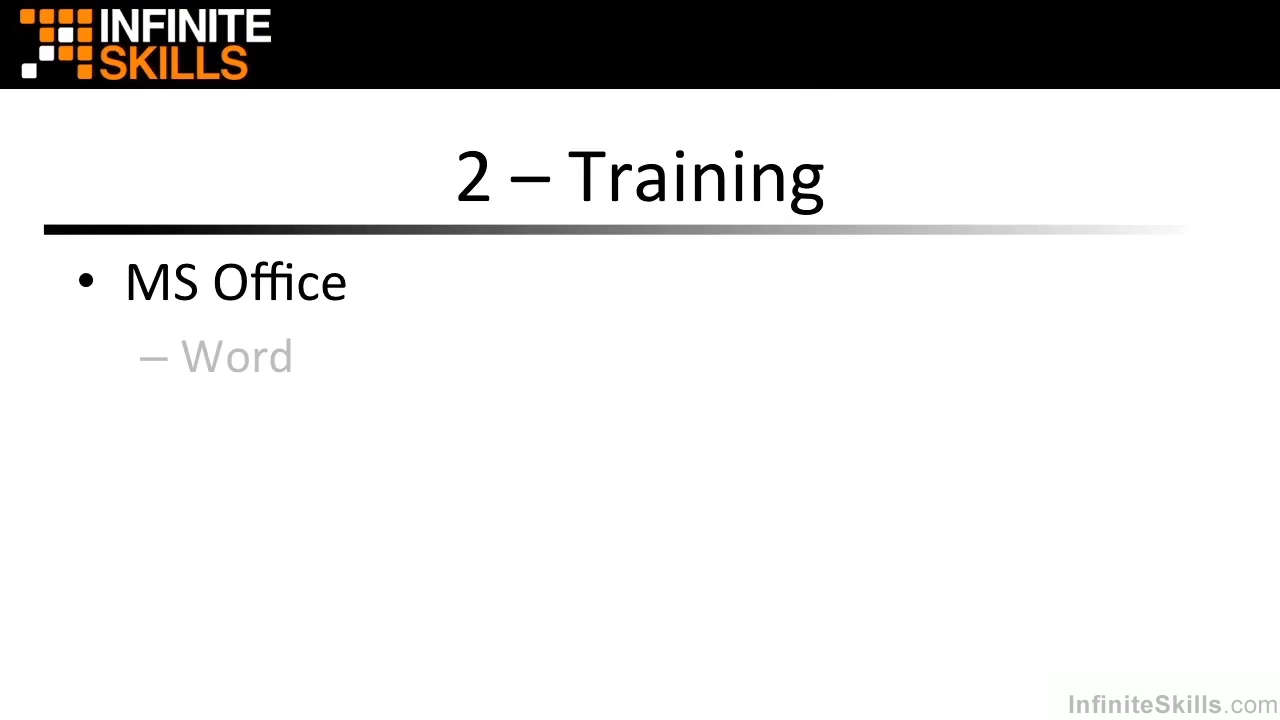 INFINITE
SKILLS
2 – Training
• MS Office
– Word
InfiniteSkills.com